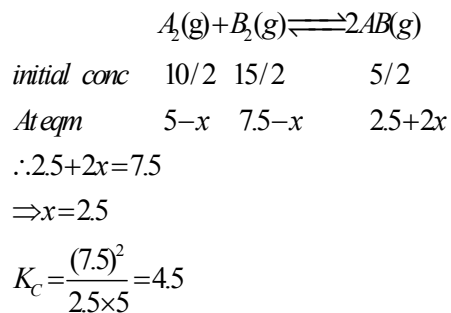 A₂(g)+B₂(g)⇌2AB(g)
initial conc 10/2 15/2 5/2
At eqm 5−x 7.5−x 2.5+2x
∴2.5+2x=7.5
⇒x=2.5
K_C=(7.5)²/2.5×5=4.5